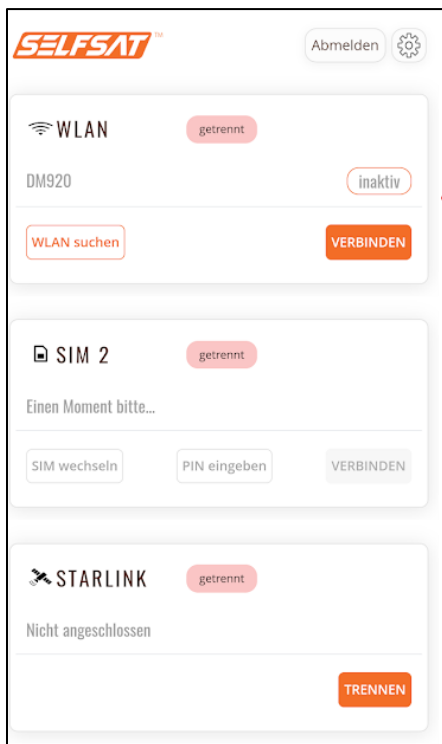 SELFSAT™
Abmelden
WLAN getrennt
DM920 inaktiv
WLAN suchen VERBINDEN
SIM 2 getrennt
Einen Moment bitte...
SIM wechseln PIN eingeben VERBINDEN
STARLINK getrennt
Nicht angeschlossen
TRENNEN